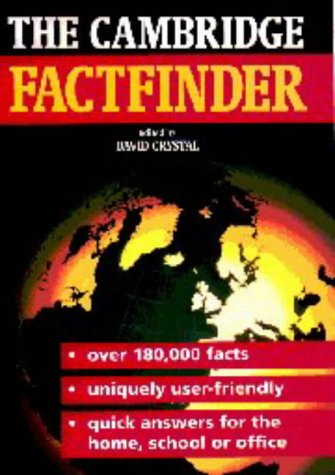 THE CAMBRIDGE
FACTFINDER
edited by
DAVID CRYSTAL
• over 180,000 facts
• uniquely user-friendly
• quick answers for the
home, school or office